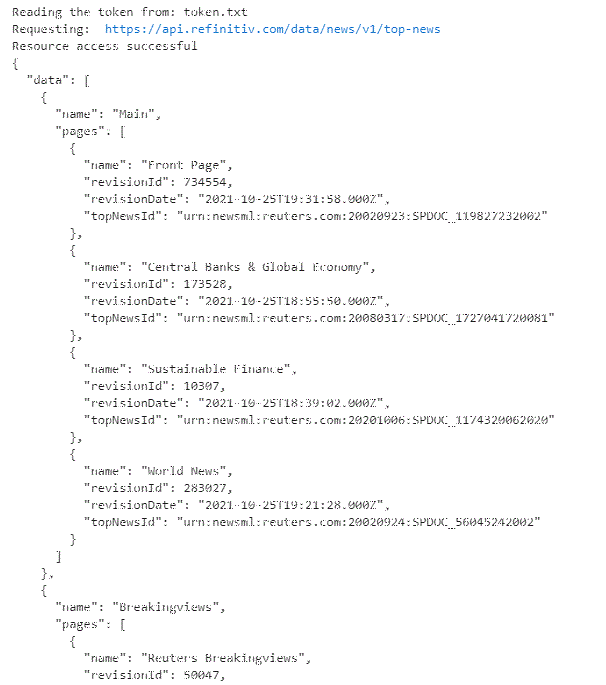 Reading the token from: token.txt
Requesting:  https://api.refinitiv.com/data/news/v1/top-news
Resource access successful
{
  "data": [
    {
      "name": "Main",
      "pages": [
        {
          "name": "Front Page",
          "revisionId": 734554,
          "revisionDate": "2021-10-25T19:31:58.000Z",
          "topNewsId": "urn:newsml:reuters.com:20020923:SPDOC_119827232002"
        },
        {
          "name": "Central Banks & Global Economy",
          "revisionId": 173528,
          "revisionDate": "2021-10-25T18:55:50.000Z",
          "topNewsId": "urn:newsml:reuters.com:20080317:SPDOC_1727041720081"
        },
        {
          "name": "Sustainable Finance",
          "revisionId": 10307,
          "revisionDate": "2021-10-25T18:39:02.000Z",
          "topNewsId": "urn:newsml:reuters.com:20201006:SPDOC_1174320062020"
        },
        {
          "name": "World News",
          "revisionId": 283027,
          "revisionDate": "2021-10-25T19:21:28.000Z",
          "topNewsId": "urn:newsml:reuters.com:20020924:SPDOC_56045242002"
        }
      ]
    },
    {
      "name": "Breakingviews",
      "pages": [
        {
          "name": "Reuters Breakingviews",
          "revisionId": 50047,